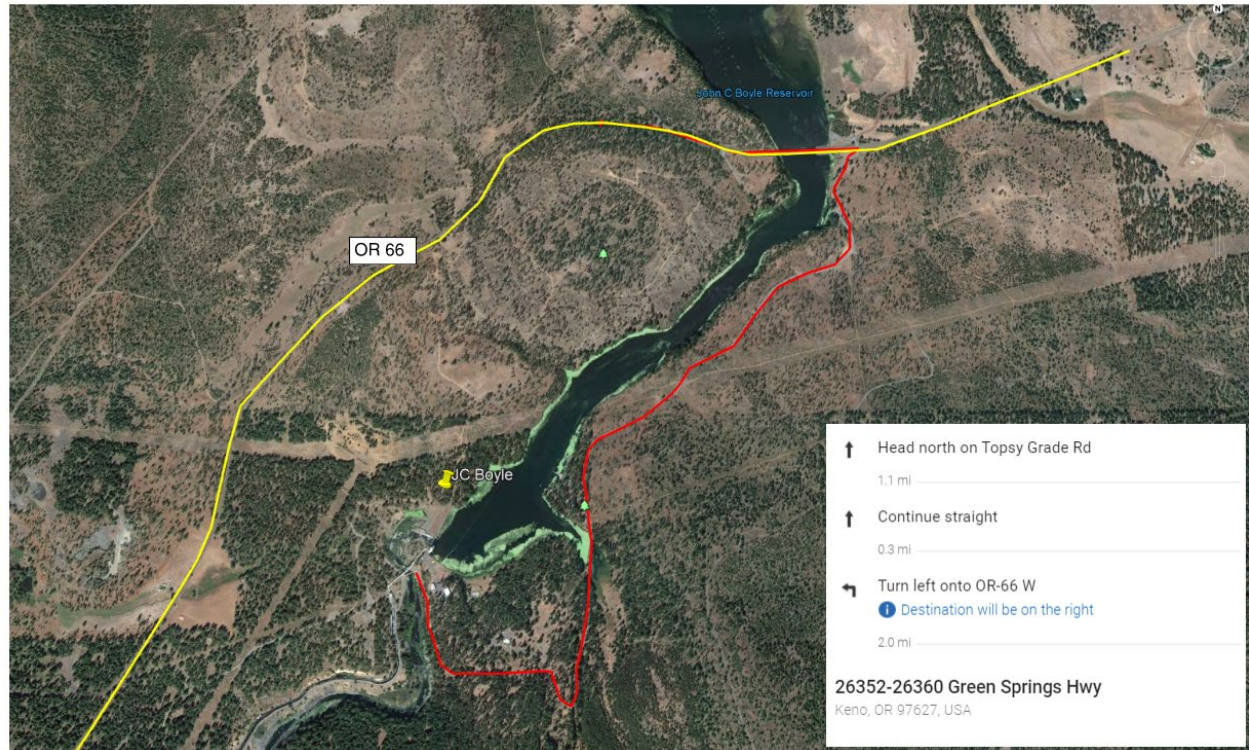 N
John C Boyle Reservoir
OR 66
JC Boyle
Head north on Topsy Grade Rd
1.1 mi
Continue straight
0.3 mi
Turn left onto OR-66 W
i Destination will be on the right
2.0 mi
26352-26360 Green Springs Hwy
Keno, OR 97627, USA